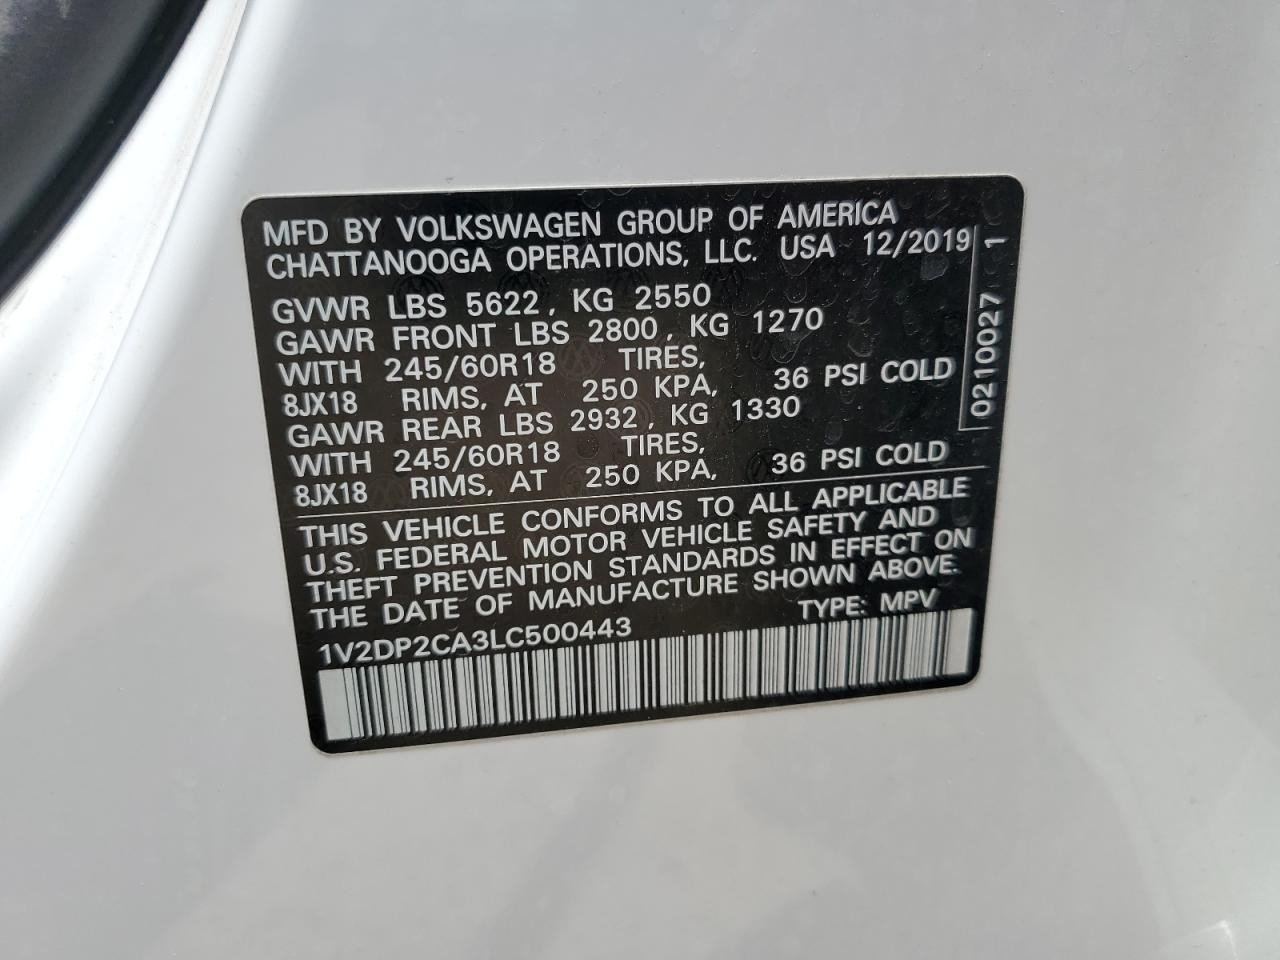 MFD BY VOLKSWAGEN GROUP OF AMERICA
CHATTANOOGA OPERATIONS, LLC. USA 12/2019
GVWR LBS 5622, KG 2550
GAWR FRONT LBS 2800, KG 1270
WITH 245/60R18 TIRES,
8JX18 RIMS, AT 250 KPA, 36 PSI COLD
GAWR REAR LBS 2932, KG 1330
WITH 245/60R18 TIRES,
8JX18 RIMS, AT 250 KPA, 36 PSI COLD
0210027 1
THIS VEHICLE CONFORMS TO ALL APPLICABLE
U.S. FEDERAL MOTOR VEHICLE SAFETY AND
THEFT PREVENTION STANDARDS IN EFFECT ON
THE DATE OF MANUFACTURE SHOWN ABOVE.
1V2DP2CA3LC500443 TYPE: MPV